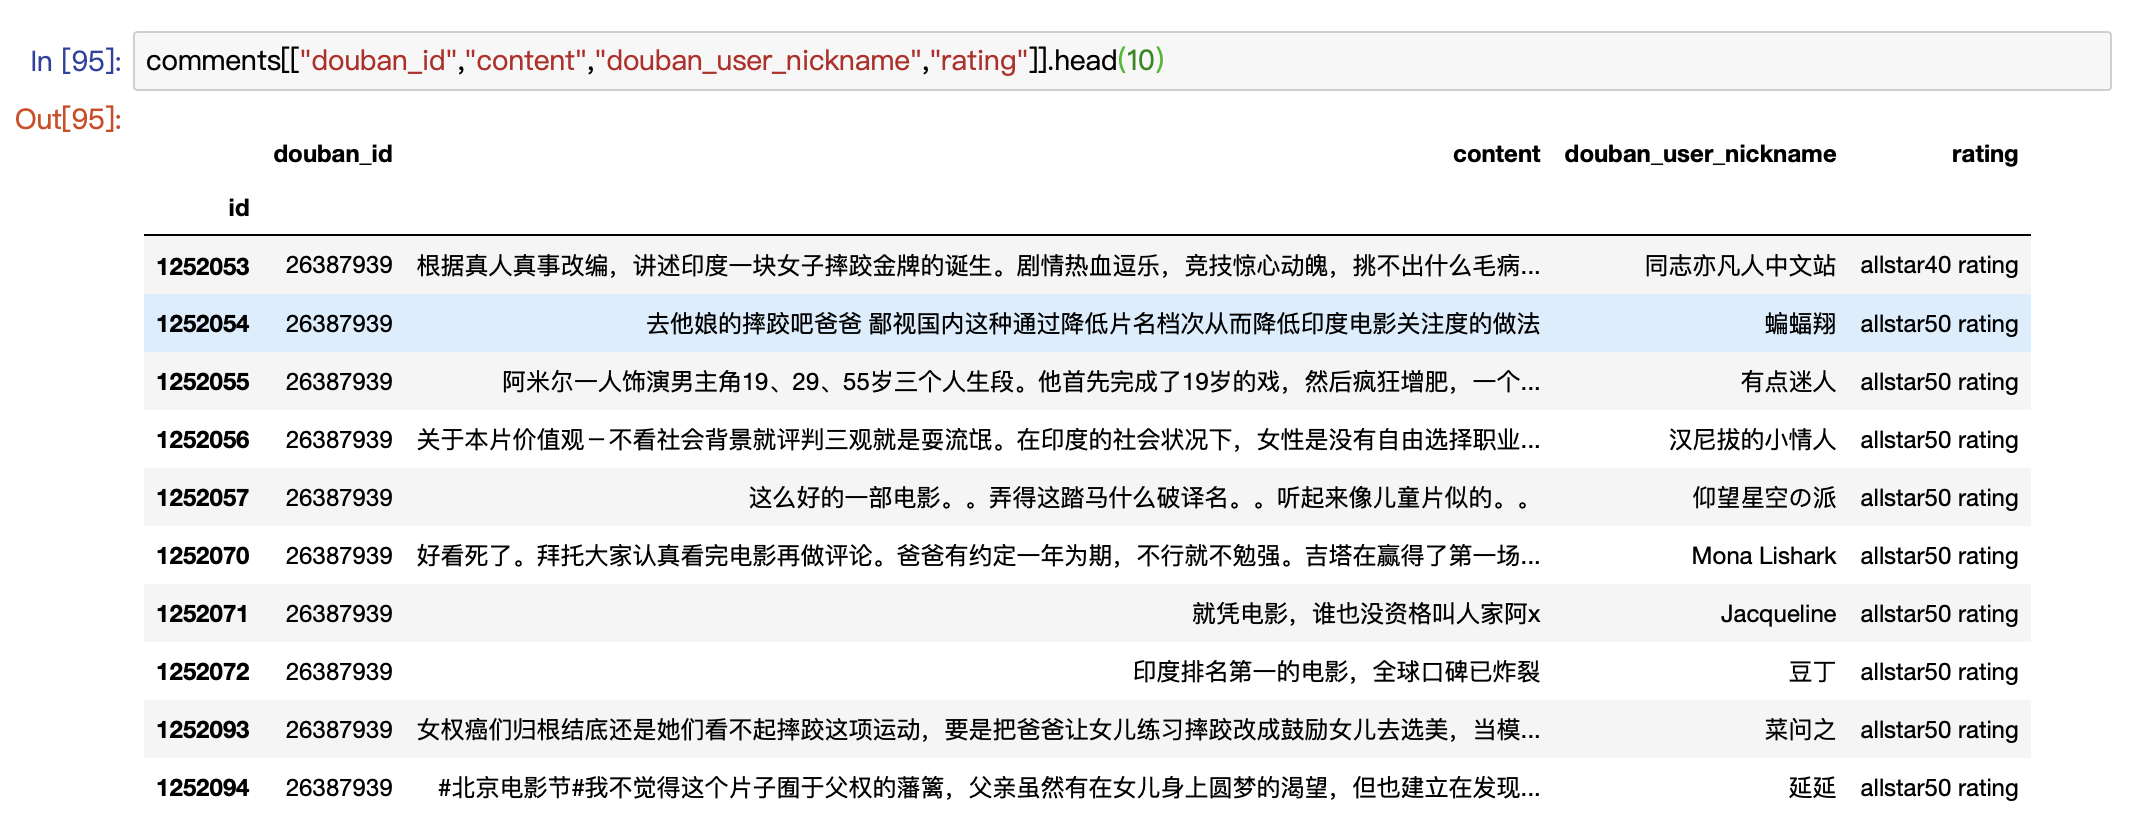 In [95]: comments[["douban_id","content","douban_user_nickname","rating"]].head(10)
Out[95]:
douban_id content douban_user_nickname rating
id
1252053 26387939 根据真人真事改编，讲述印度一块女子摔跤金牌的诞生。剧情热血逗乐，竞技惊心动魄，挑不出什么毛病... 同志亦凡人中文站 allstar40 rating
1252054 26387939 去他娘的摔跤吧爸爸 鄙视国内这种通过降低片名档次从而降低印度电影关注度的做法 蝙蝠翔 allstar50 rating
1252055 26387939 阿米尔一人饰演男主角19、29、55岁三个人生段。他首先完成了19岁的戏，然后疯狂增肥，一个... 有点迷人 allstar50 rating
1252056 26387939 关于本片价值观－不看社会背景就评判三观就是耍流氓。在印度的社会状况下，女性是没有自由选择职业... 汉尼拔的小情人 allstar50 rating
1252057 26387939 这么好的一部电影。。弄得这踏马什么破译名。。听起来像儿童片似的。。 仰望星空の派 allstar50 rating
1252070 26387939 好看死了。拜托大家认真看完电影再做评论。爸爸有约定一年为期，不行就不勉强。吉塔在赢得了第一场... Mona Lishark allstar50 rating
1252071 26387939 就凭电影，谁也没资格叫人家阿x Jacqueline allstar50 rating
1252072 26387939 印度排名第一的电影，全球口碑已炸裂 豆丁 allstar50 rating
1252093 26387939 女权癌们归根结底还是她们看不起摔跤这项运动，要是把爸爸让女儿练习摔跤改成鼓励女儿去选美，当模... 菜问之 allstar50 rating
1252094 26387939 #北京电影节#我不觉得这个片子囿于父权的藩篱，父亲虽然有在女儿身上圆梦的渴望，但也建立在发现... 延延 allstar50 rating